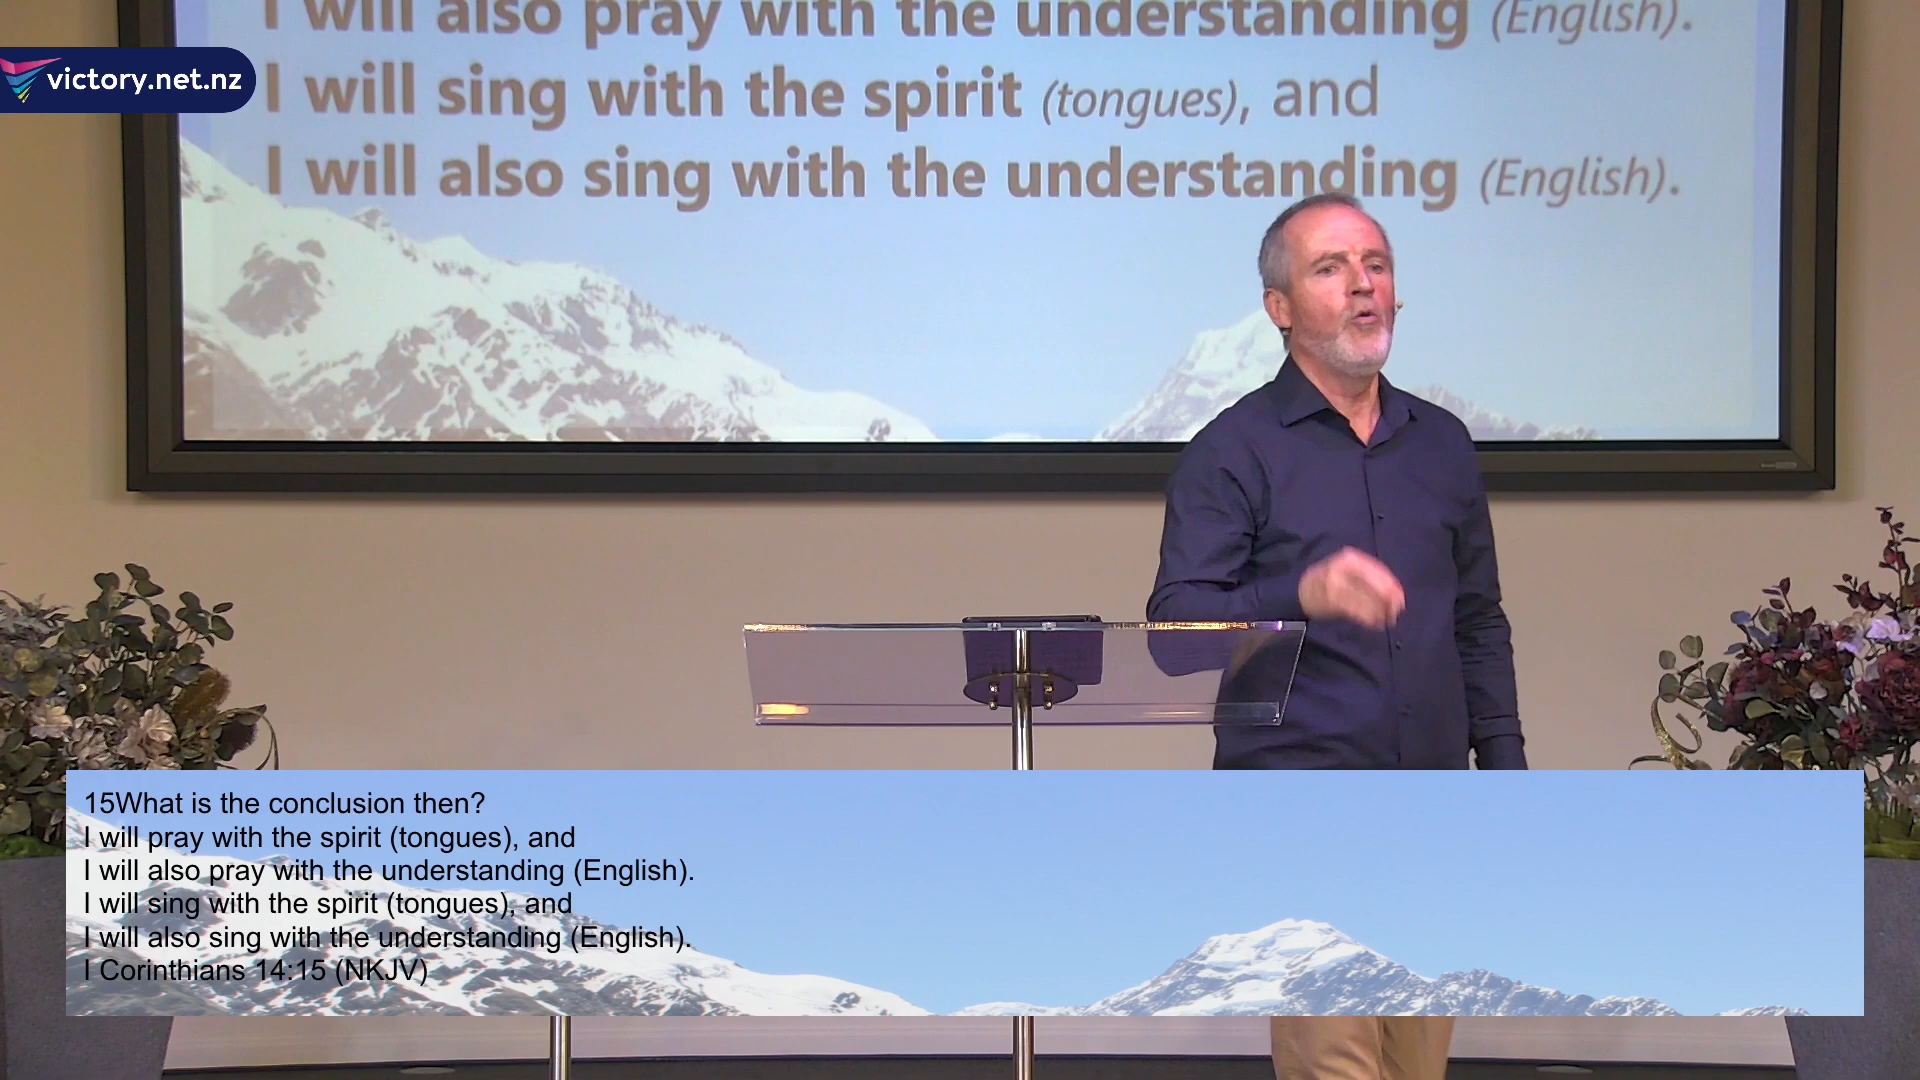 I will also pray with the understanding (English).
victory.net.nz
I will sing with the spirit (tongues), and
I will also sing with the understanding (English).
15What is the conclusion then?
I will pray with the spirit (tongues), and
I will also pray with the understanding (English).
I will sing with the spirit (tongues), and
I will also sing with the understanding (English).
I Corinthians 14:15 (NKJV)